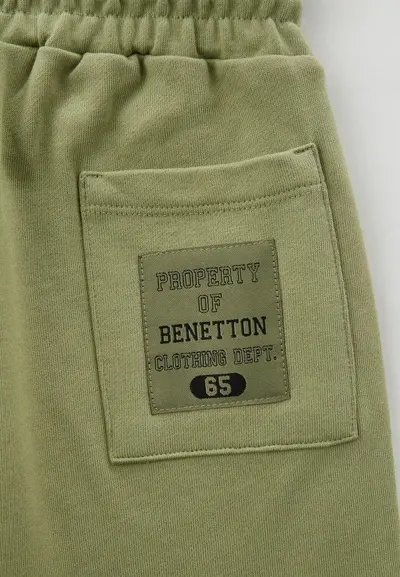 PROPERTY
OF
BENETTON
CLOTHING DEPT.
65